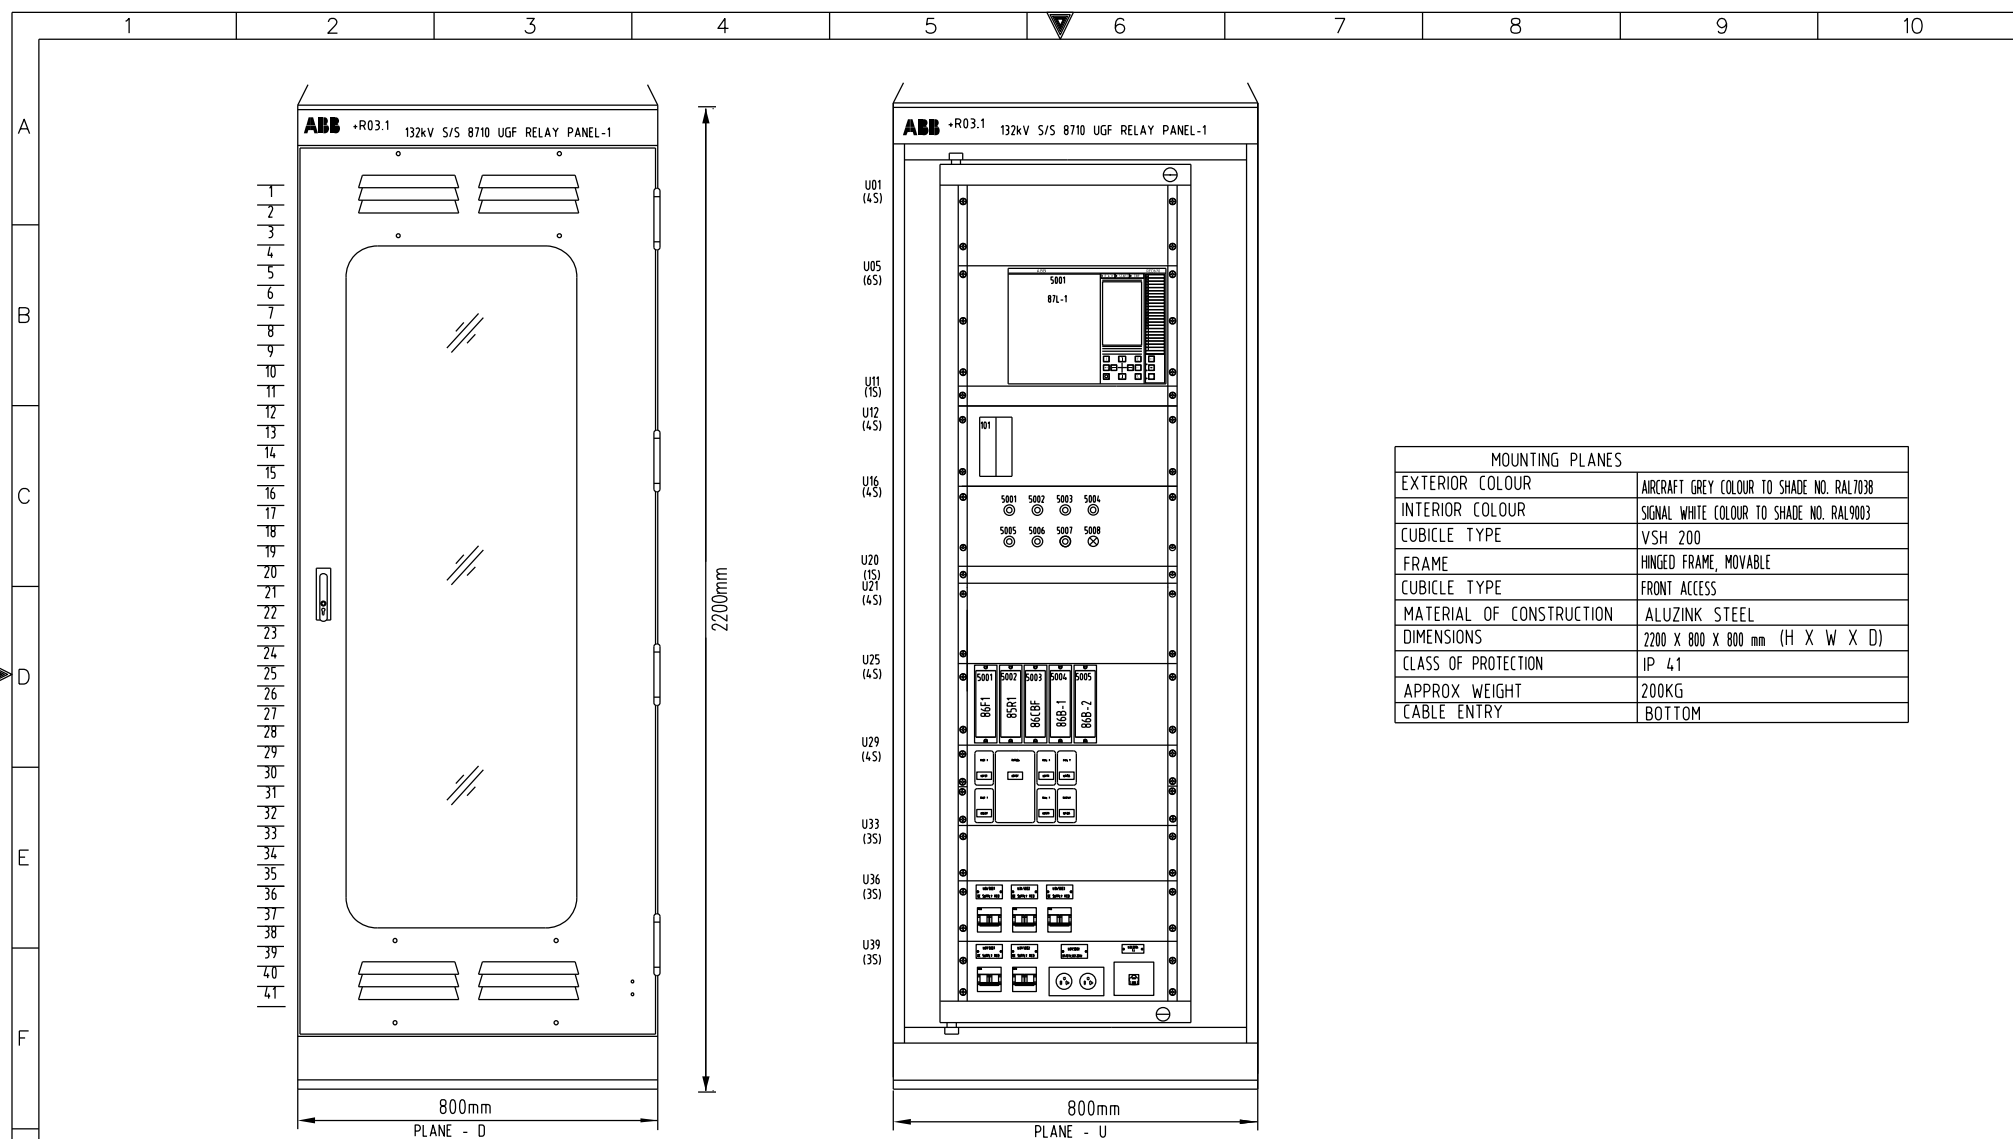 1 2 3 4 5 6 7 8 9 10
A
B
C
D
E
F
ABB +R03.1 132kV S/S 8710 UGF RELAY PANEL-1
1
2
3
4
5
6
7
8
9
10
11
12
13
14
15
16
17
18
19
20
21
22
23
24
25
26
27
28
29
30
31
32
33
34
35
36
37
38
39
40
41
2200mm
800mm
PLANE - D
ABB +R03.1 132kV S/S 8710 UGF RELAY PANEL-1
U01
(4S)
U05
(6S)
ABB
5001
87L-1
U11
(1S)
U12
(4S)
101
U16
(4S)
5001 5002 5003 5004
5005 5006 5007 5008
U20
(1S)
U21
(4S)
U25
(4S)
5001 5002 5003 5004 5005
86F1 85R1 86CBF 86B-1 86B-2
U29
(4S)
U33
(3S)
U36
(3S)
U39
(3S)
800mm
PLANE - U
MOUNTING PLANES
EXTERIOR COLOUR AIRCRAFT GREY COLOUR TO SHADE NO. RAL7038
INTERIOR COLOUR SIGNAL WHITE COLOUR TO SHADE NO. RAL9003
CUBICLE TYPE VSH 200
FRAME HINGED FRAME, MOVABLE
CUBICLE TYPE FRONT ACCESS
MATERIAL OF CONSTRUCTION ALUZINK STEEL
DIMENSIONS 2200 X 800 X 800 mm (H X W X D)
CLASS OF PROTECTION IP 41
APPROX WEIGHT 200KG
CABLE ENTRY BOTTOM